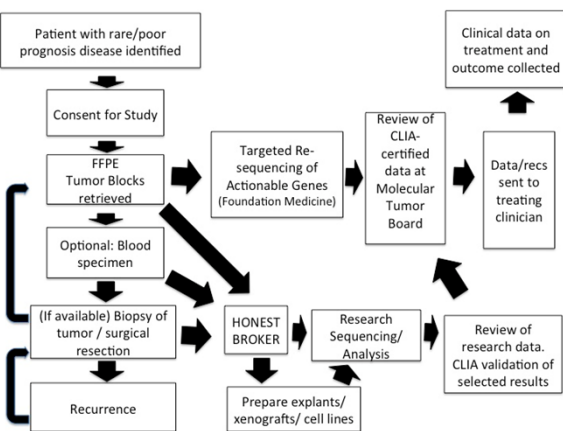 Patient with rare/poor
prognosis disease identified
Consent for Study
FFPE
Tumor Blocks
retrieved
Optional: Blood
specimen
(If available) Biopsy of
tumor / surgical
resection
Recurrence
Targeted Re-
sequencing of
Actionable Genes
(Foundation Medicine)
HONEST
BROKER
Prepare explants/
xenografts/ cell lines
Research
Sequencing/
Analysis
Review of
CLIA-
certified
data at
Molecular
Tumor
Board
Review of
research data.
CLIA validation of
selected results
Data/recs
sent to
treating
clinician
Clinical data on
treatment and
outcome collected